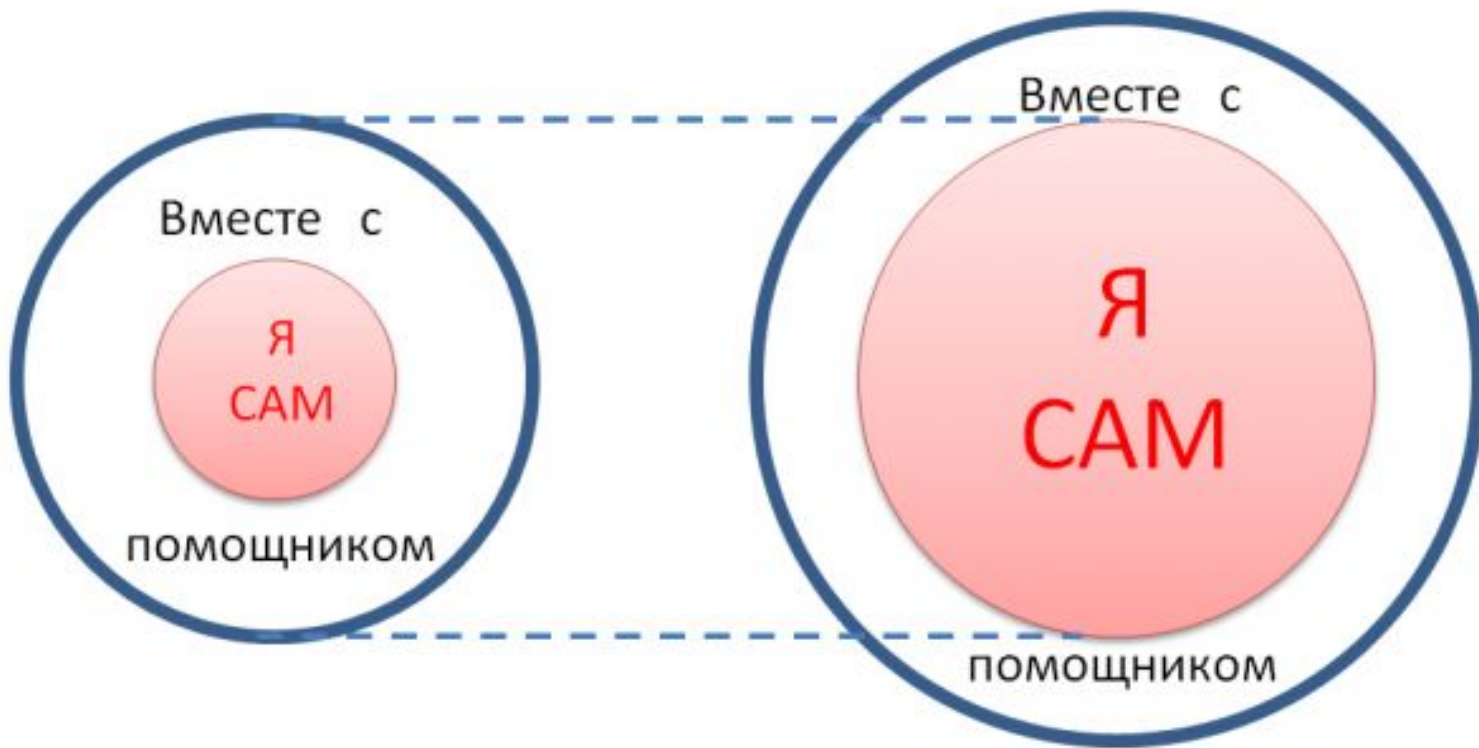 Вместе с
Я
САМ
помощником
Вместе с
Я
САМ
помощником